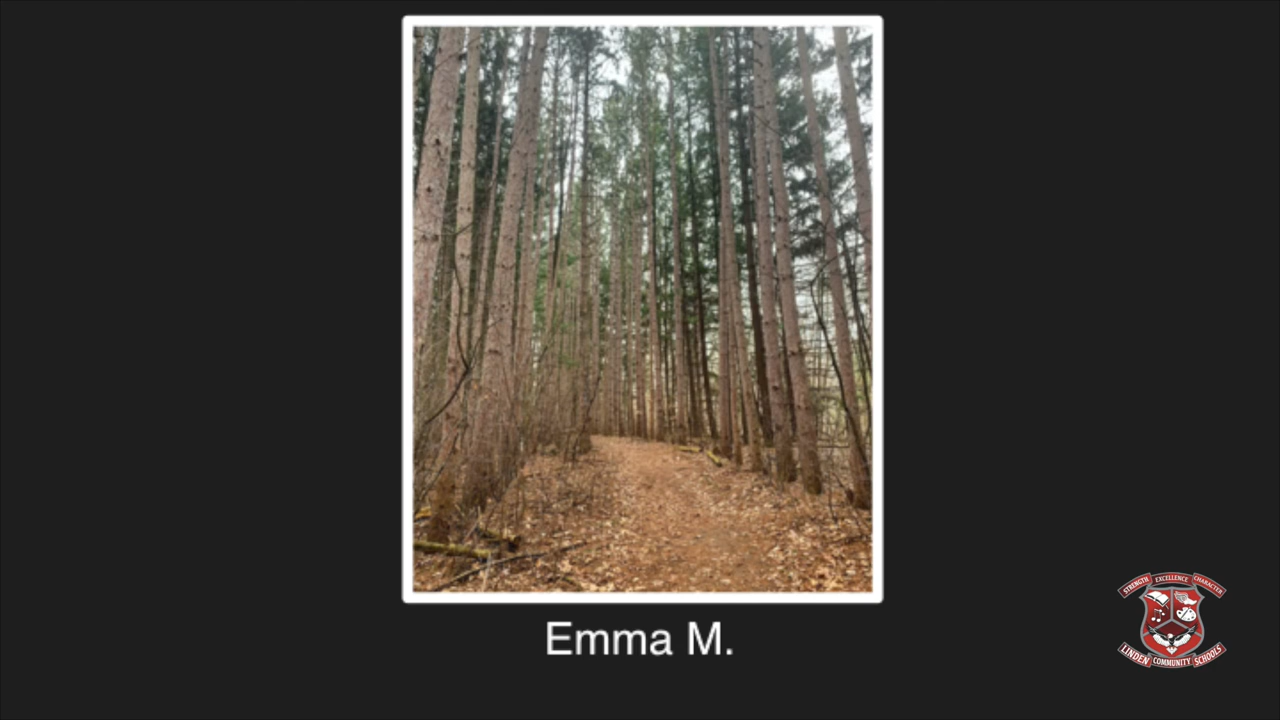 Emma M.
STRENGTH EXCELLENCE CHARACTER
LINDEN COMMUNITY SCHOOLS